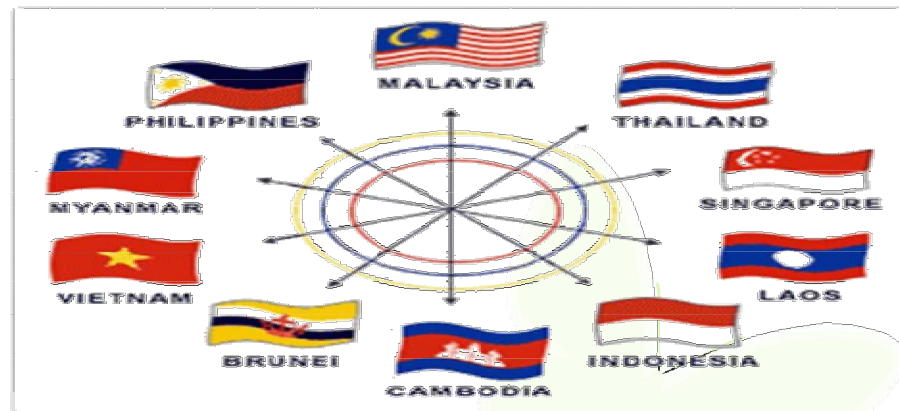 MALAYSIA
PHILIPPINES
THAILAND
MYANMAR
SINGAPORE
VIETNAM
LAOS
BRUNEI
INDONESIA
CAMBODIA